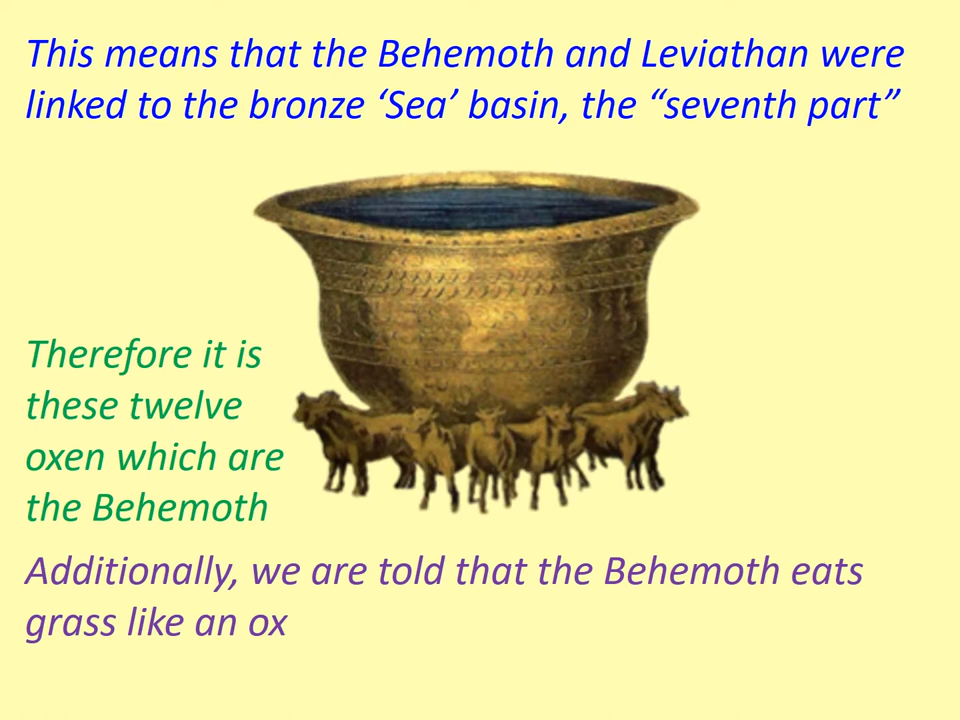 This means that the Behemoth and Leviathan were
linked to the bronze ‘Sea’ basin, the “seventh part”
Therefore it is
these twelve
oxen which are
the Behemoth
Additionally, we are told that the Behemoth eats
grass like an ox